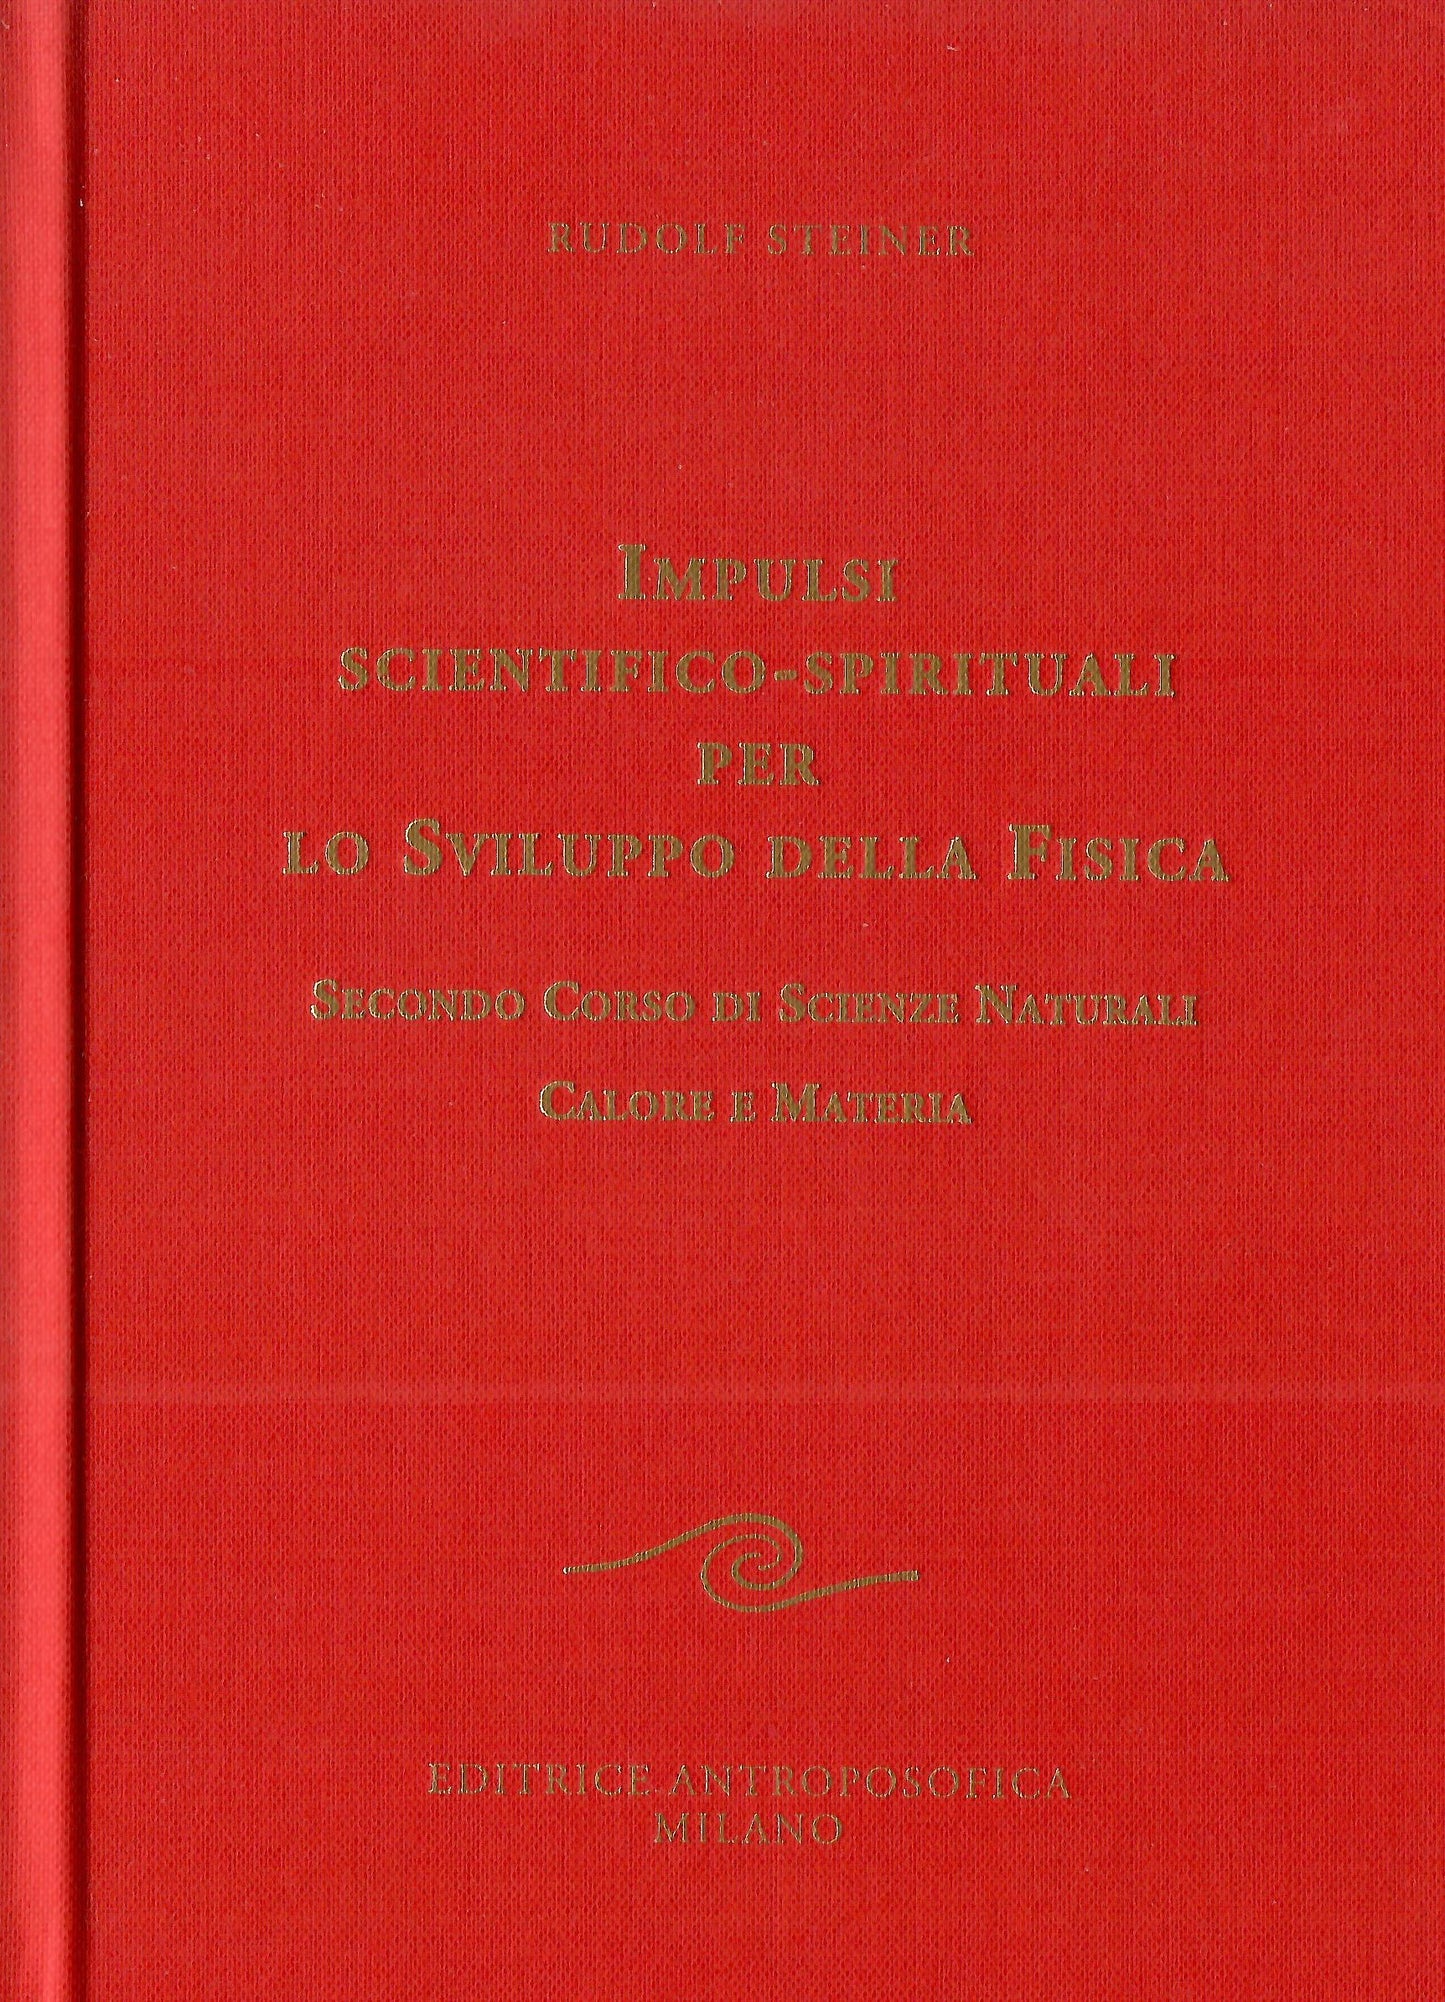 RUDOLF STEINER
IMPULSI
SCIENTIFICO-SPIRITUALI
PER
LO SVILUPPO DELLA FISICA
SECONDO CORSO DI SCIENZE NATURALI
CALORE E MATERIA
EDITRICE ANTROPOSOFICA
MILANO